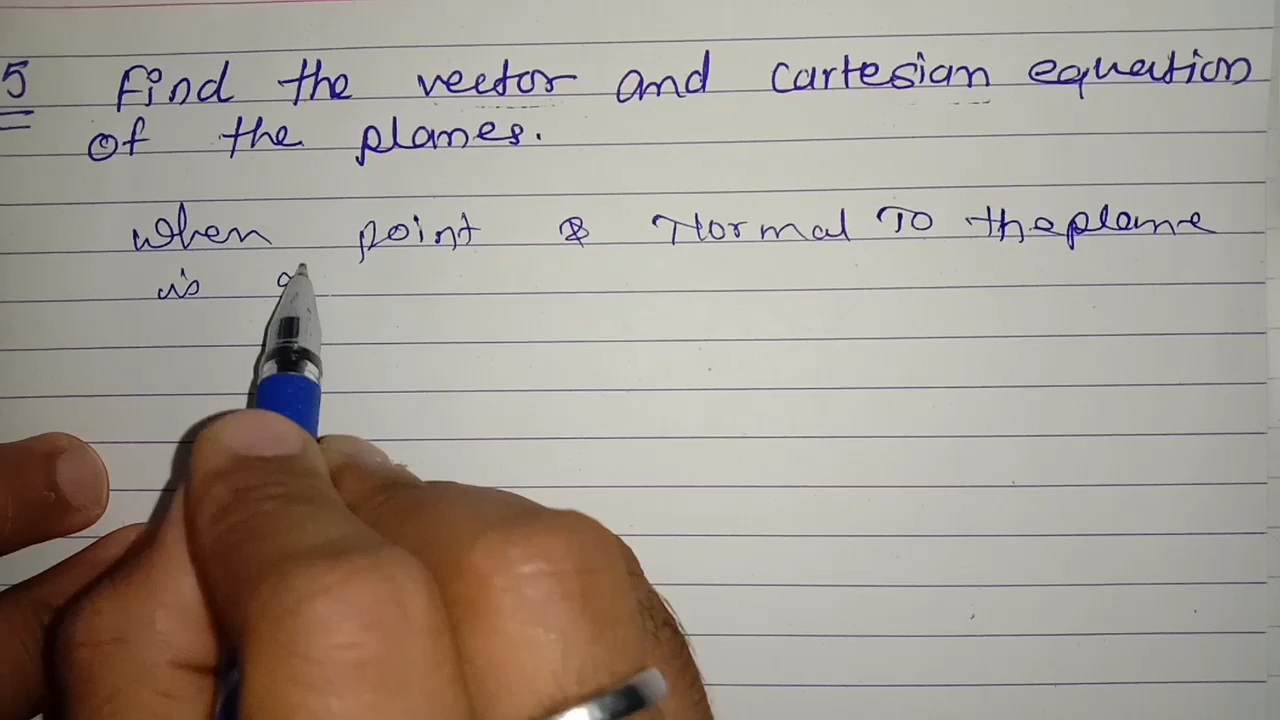 5 Find the vector and cartesian equation
of the planes.
when point & Normal To the plane
is